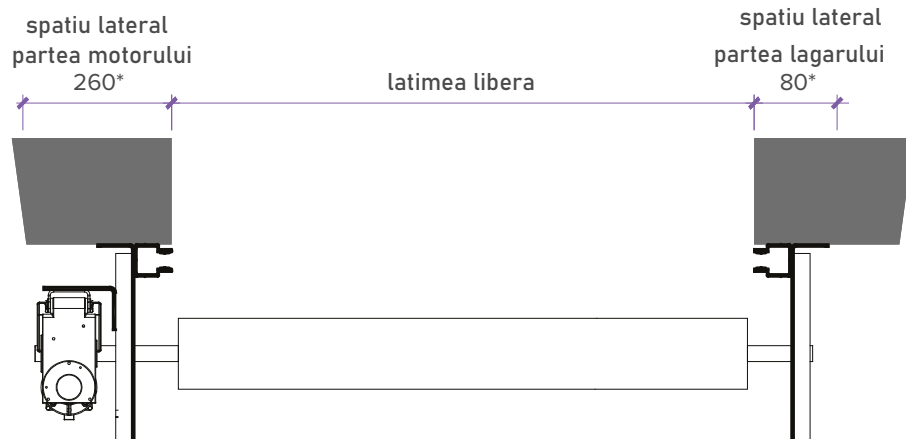 spatiu lateral
partea motorului
260*
latimea libera
spatiu lateral
partea lagarului
80*